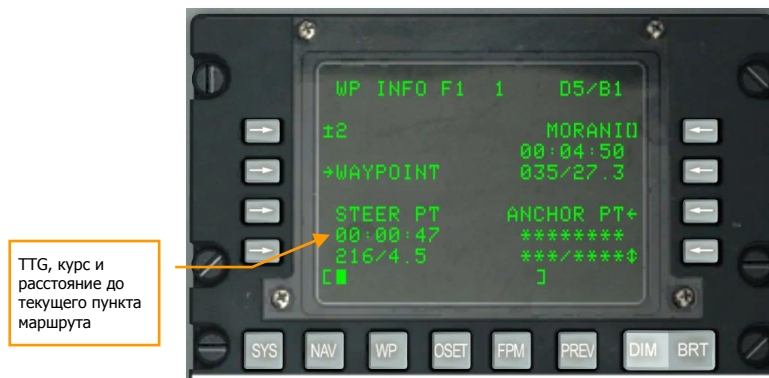 WP INFO F1 1 D5/B1
±2 MORANI[]
00:04:50
→WAYPOINT 035/27.3
STEER PT ANCHOR PT←
00:00:47 ********
216/4.5 ***/****↕
[ ]
TTG, курс и
расстояние до
текущего пункта
маршрута
SYS NAV WP OSET FPM PREV DIM BRT